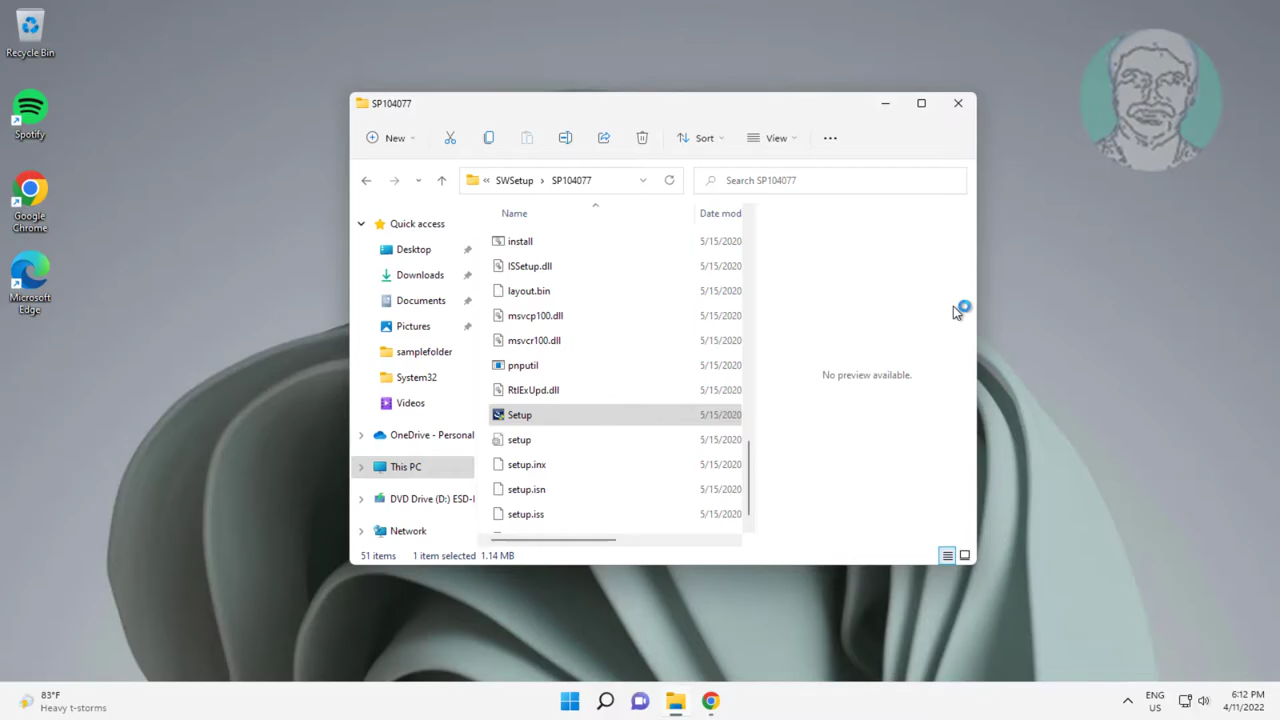 Recycle Bin
Spotify
Google
Chrome
Microsoft
Edge
SP104077
New
Sort
View
SWSetup
SP104077
Search SP104077
Quick access
Desktop
Downloads
Documents
Pictures
samplefolder
System32
Videos
OneDrive - Personal
This PC
DVD Drive (D:) ESD-I
Network
Name
Date mod
install 5/15/2020
ISSetup.dll 5/15/2020
layout.bin 5/15/2020
msvcp100.dll 5/15/2020
msvcr100.dll 5/15/2020
pnputil 5/15/2020
RtlExUpd.dll 5/15/2020
Setup 5/15/2020
setup 5/15/2020
setup.inx 5/15/2020
setup.isn 5/15/2020
setup.iss 5/15/2020
No preview available.
51 items 1 item selected 1.14 MB
83°F
Heavy t-storms
ENG
US
6:12 PM
4/11/2022